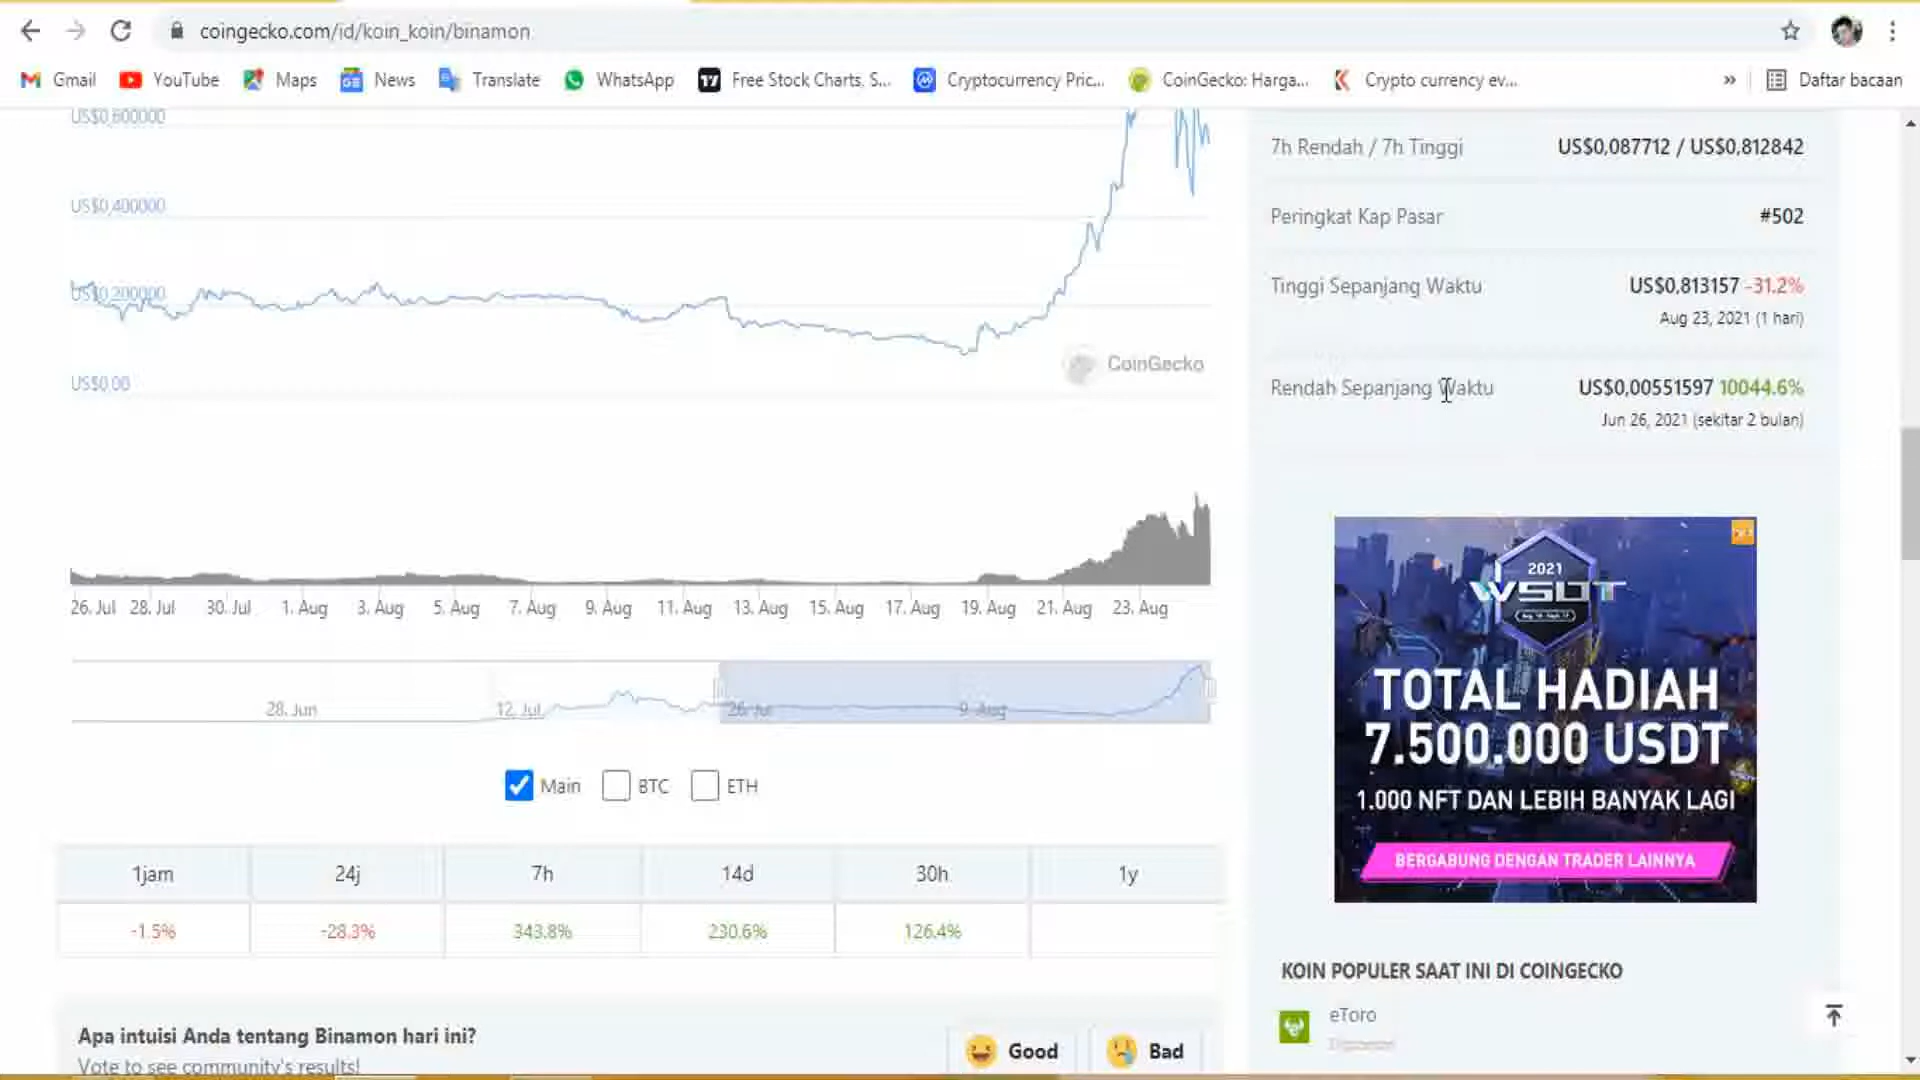 coingecko.com/id/koin_koin/binamon
Gmail YouTube Maps News Translate WhatsApp Free Stock Charts, S... Cryptocurrency Pric... CoinGecko: Harga... Crypto currency ev... » Daftar bacaan
US$0,600000
US$0,400000
US$0,200000
US$0,00
CoinGecko
26. Jul 28. Jul 30. Jul 1. Aug 3. Aug 5. Aug 7. Aug 9. Aug 11. Aug 13. Aug 15. Aug 17. Aug 19. Aug 21. Aug 23. Aug
28. Jun 12. Jul 26. Jul 9. Aug
Main BTC ETH
1jam 24j 7h 14d 30h 1y
-1.5% -28.3% 343.8% 230.6% 126.4%
Apa intuisi Anda tentang Binamon hari ini?
Vote to see community's results!
Good Bad
7h Rendah / 7h Tinggi US$0,087712 / US$0,812842
Peringkat Kap Pasar #502
Tinggi Sepanjang Waktu US$0,813157 -31.2%
Aug 23, 2021 (1 hari)
Rendah Sepanjang Waktu US$0,00551597 10044.6%
Jun 26, 2021 (sekitar 2 bulan)
2021
WSOT
TOTAL HADIAH
7.500.000 USDT
1.000 NFT DAN LEBIH BANYAK LAGI
BERGABUNG DENGAN TRADER LAINNYA
KOIN POPULER SAAT INI DI COINGECKO
eToro